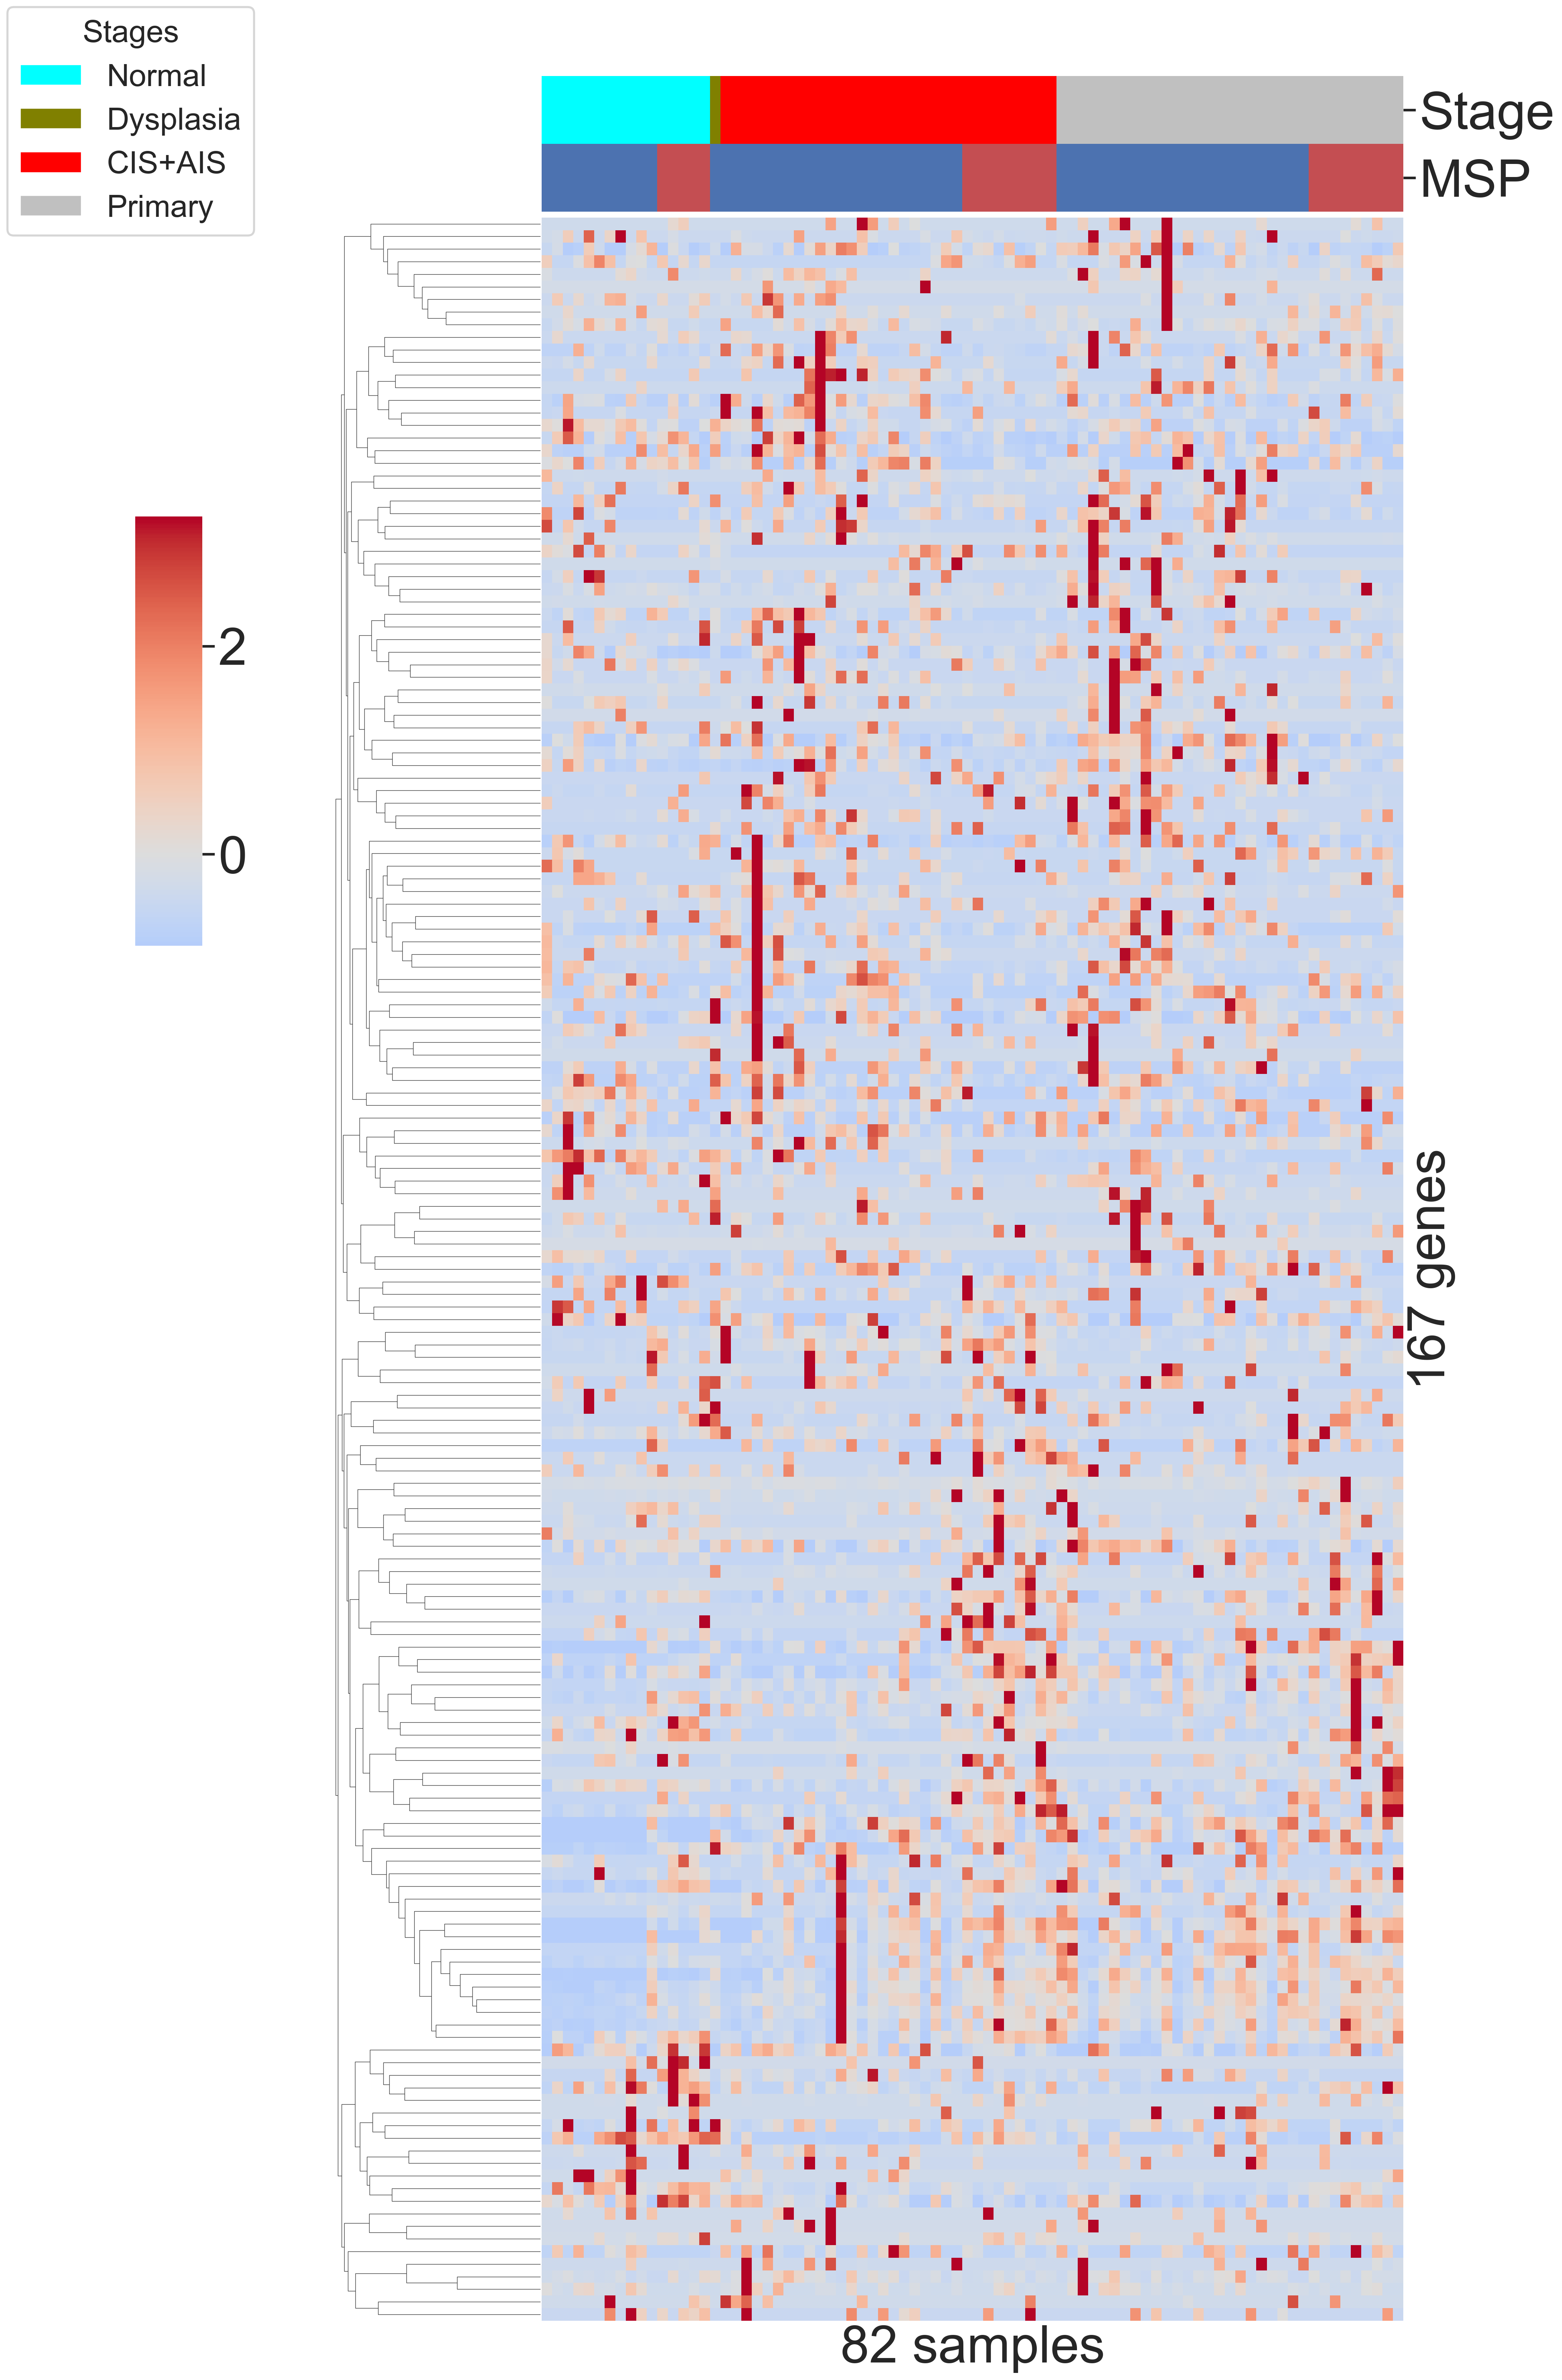 Stages
Normal
Dysplasia
CIS+AIS
Primary
Stage
MSP
2
0
167 genes
82 samples